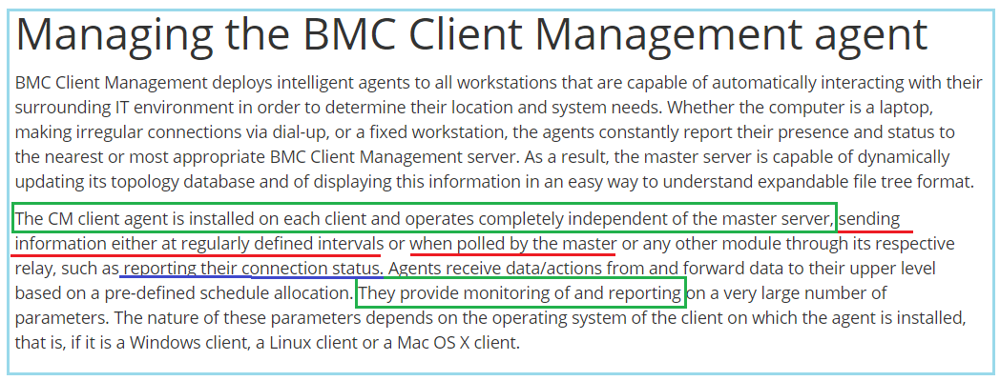 Managing the BMC Client Management agent
BMC Client Management deploys intelligent agents to all workstations that are capable of automatically interacting with their
surrounding IT environment in order to determine their location and system needs. Whether the computer is a laptop,
making irregular connections via dial-up, or a fixed workstation, the agents constantly report their presence and status to
the nearest or most appropriate BMC Client Management server. As a result, the master server is capable of dynamically
updating its topology database and of displaying this information in an easy way to understand expandable file tree format.
The CM client agent is installed on each client and operates completely independent of the master server, sending
information either at regularly defined intervals or when polled by the master or any other module through its respective
relay, such as reporting their connection status. Agents receive data/actions from and forward data to their upper level
based on a pre-defined schedule allocation. They provide monitoring of and reporting on a very large number of
parameters. The nature of these parameters depends on the operating system of the client on which the agent is installed,
that is, if it is a Windows client, a Linux client or a Mac OS X client.